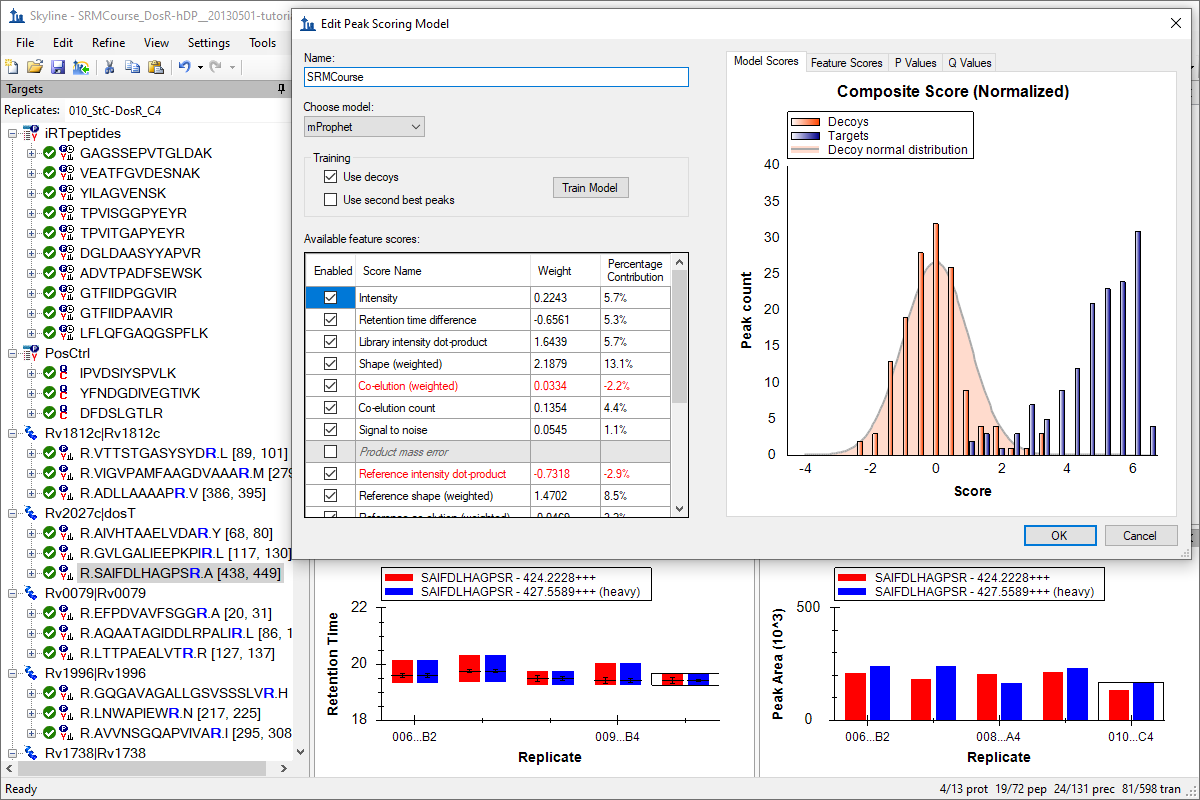 Skyline - SRMCourse_DosR-hDP__20130501-tutori
File Edit Refine View Settings Tools
Targets
Replicates: 010_StC-DosR_C4
iRTpeptides
GAGSSEPVTGLDAK
VEATFGVDESNAK
YILAGVENSK
TPVISGGPYEYR
TPVITGAPYEYR
DGLDAASYYAPVR
ADVTPADFSEWSK
GTFIIDPGGVIR
GTFIIDPAAVIR
LFLQFGAQGSPFLK
PosCtrl
IPVDSIYSPVLK
YFNDGDIVEGTIVK
DFDSLGTLR
Rv1812c|Rv1812c
R.VTTSTGASYSYDR.L [89, 101]
R.VIGVPAMFAAGDVAAAR.M [279
R.ADLLAAAAPR.V [386, 395]
Rv2027c|dosT
R.AIVHTAAELVDAR.Y [68, 80]
R.GVLGALIEEPKPIR.L [117, 130]
R.SAIFDLHAGPSR.A [438, 449]
Rv0079|Rv0079
R.EFPDVAVFSGGR.A [20, 31]
R.AQAATAGIDDLRPALIR.L [86, 1
R.LTTPAEALVTR.R [127, 137]
Rv1996|Rv1996
R.GQGAVAGALLGSVSSSLVR.H
R.LNWAPIEWR.N [217, 225]
R.AVVNSGQAPVIVAR.I [295, 308
Rv1738|Rv1738
Ready
4/13 prot 19/72 pep 24/131 prec 81/598 tran
Edit Peak Scoring Model
Name:
SRMCourse
Choose model:
mProphet
Training
Use decoys
Use second best peaks
Train Model
Available feature scores:
Enabled Score Name Weight Percentage Contribution
Intensity 0.2243 5.7%
Retention time difference -0.6561 5.3%
Library intensity dot-product 1.6439 5.7%
Shape (weighted) 2.1879 13.1%
Co-elution (weighted) 0.0334 -2.2%
Co-elution count 0.1354 4.4%
Signal to noise 0.0545 1.1%
Product mass error
Reference intensity dot-product -0.7318 -2.9%
Reference shape (weighted) 1.4702 8.5%
Reference co-elution (weighted)
Model Scores Feature Scores P Values Q Values
Composite Score (Normalized)
Decoys
Targets
Decoy normal distribution
Peak count
40
35
30
25
20
15
10
5
0
-4 -2 0 2 4 6
Score
OK Cancel
SAIFDLHAGPSR - 424.2228+++
SAIFDLHAGPSR - 427.5589+++ (heavy)
Retention Time
22
20
18
006...B2 009...B4
Replicate
SAIFDLHAGPSR - 424.2228+++
SAIFDLHAGPSR - 427.5589+++ (heavy)
Peak Area (10^3)
500
0
006...B2 008...A4 010...C4
Replicate